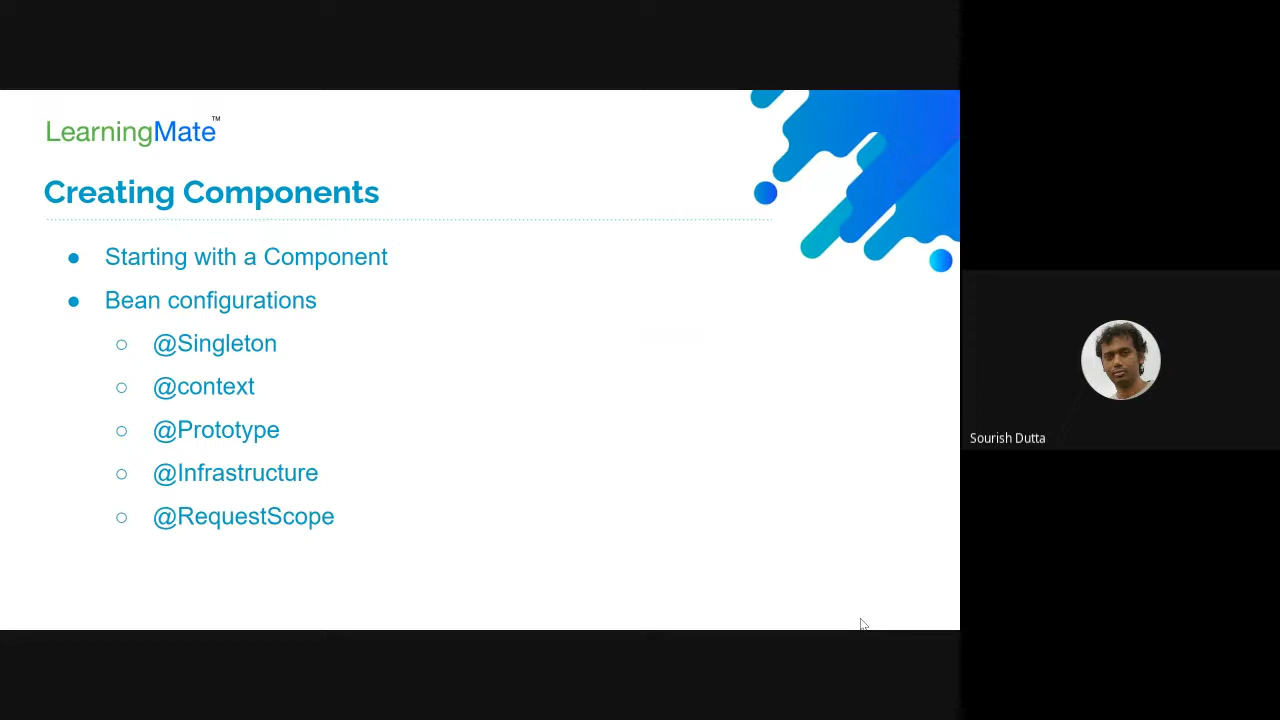 LearningMate™
Creating Components
● Starting with a Component
● Bean configurations
○ @Singleton
○ @context
○ @Prototype
○ @Infrastructure
○ @RequestScope
Sourish Dutta